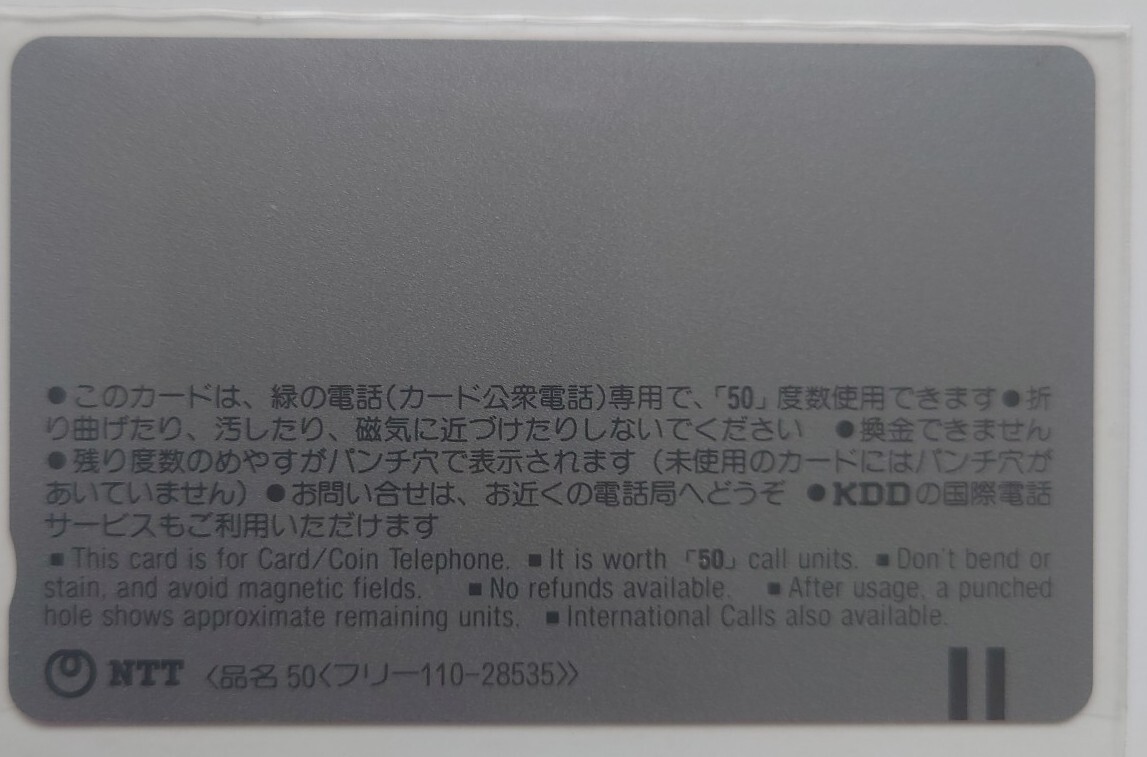 ●このカードは、緑の電話(カード公衆電話)専用で、「50」度数使用できます●折
り曲げたり、汚したり、磁気に近づけたりしないでください ●換金できません
●残り度数のめやすがパンチ穴で表示されます（未使用のカードにはパンチ穴が
あいていません）●お問い合せは、お近くの電話局へどうぞ ●KDDの国際電話
サービスもご利用いただけます
■This card is for Card/Coin Telephone. ■It is worth「50」call units. ■Don't bend or
stain, and avoid magnetic fields. ■No refunds available. ■After usage, a punched
hole shows approximate remaining units. ■International Calls also available.
NTT 〈品名 50〈フリー110-28535〉〉